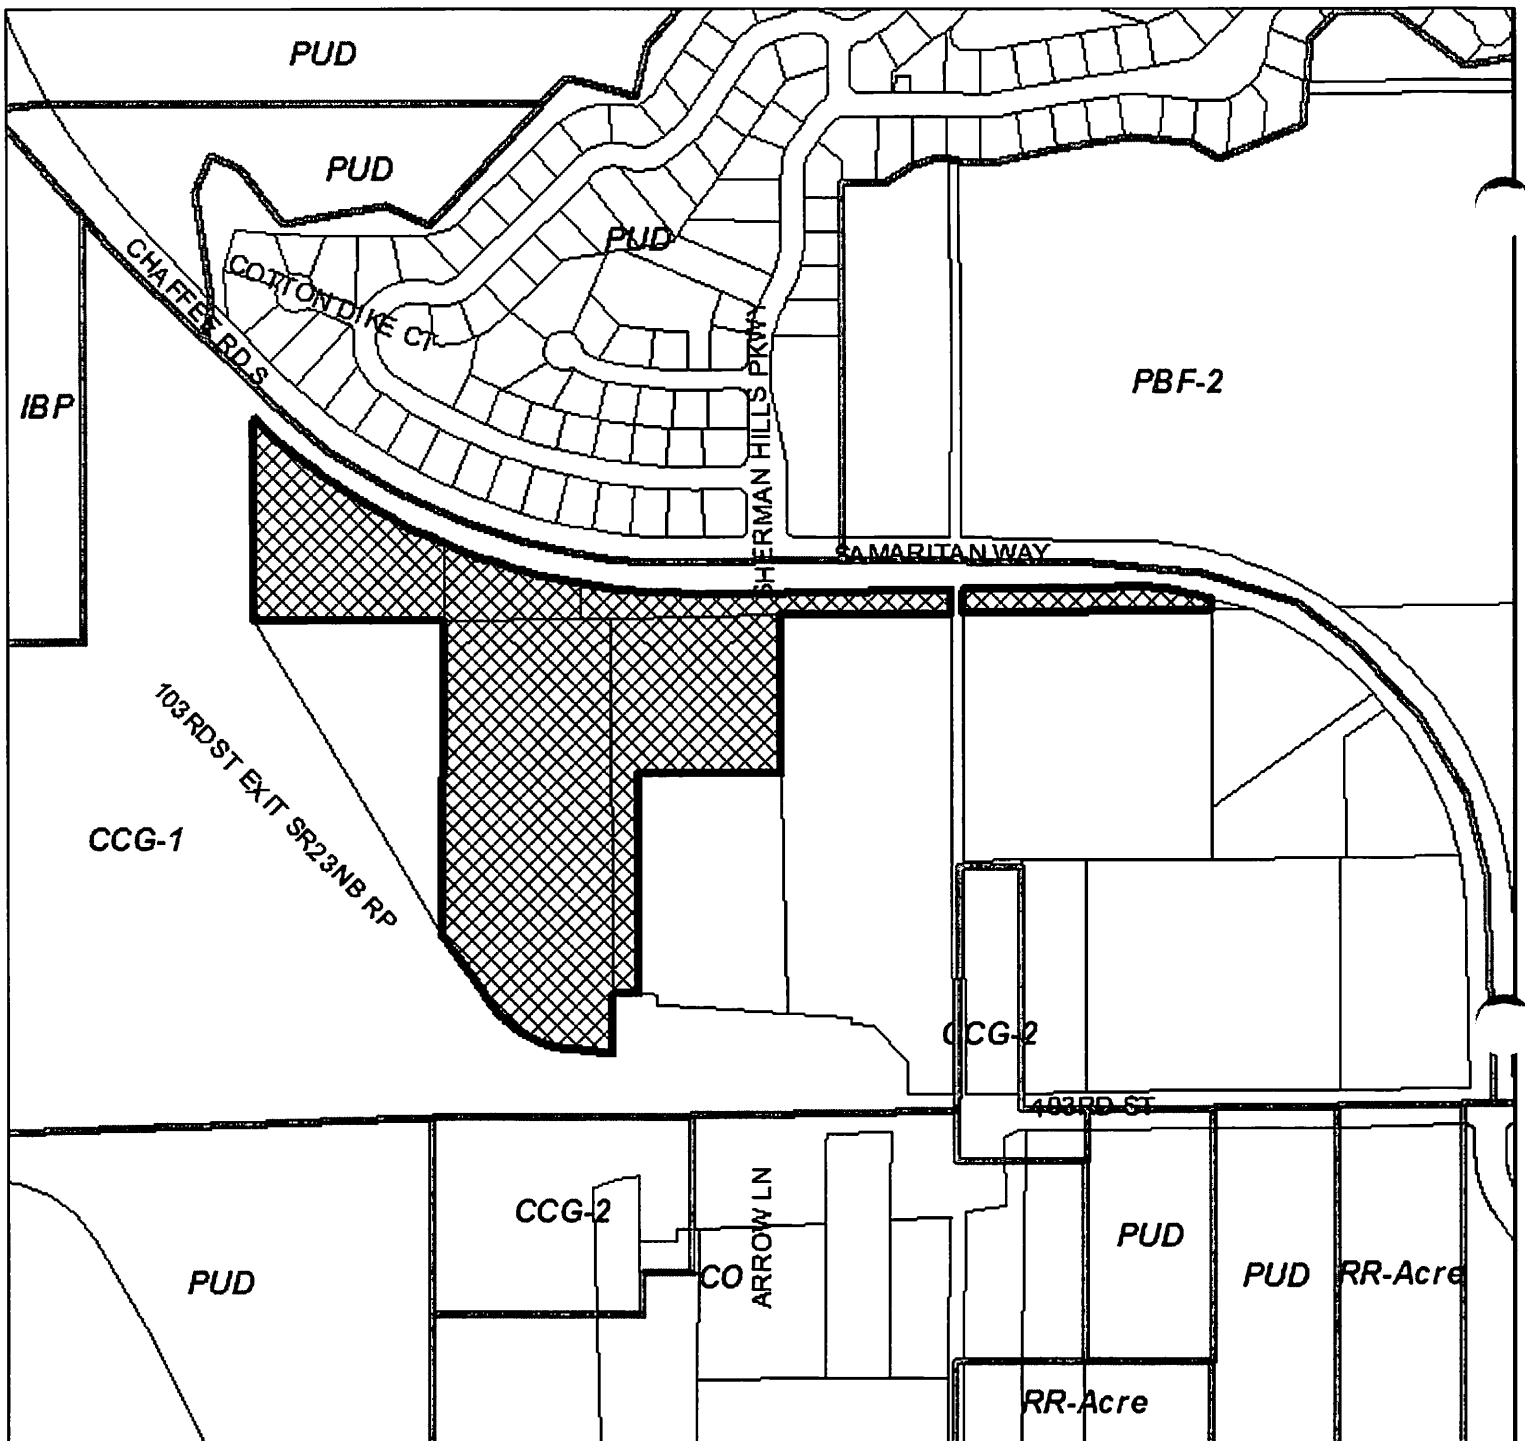 PUD
PUD
PUD
COTTON DIKE CT
CHAFFEE RD S
SHERMAN HILLS PKWY
IBP
PBF-2
SAMARITAN WAY
103RD ST EXIT SR23 NB RP
CCG-1
CCG-2
103RD ST
CCG-2
ARROW LN
CO
PUD
PUD
PUD
RR-Acre
RR-Acre